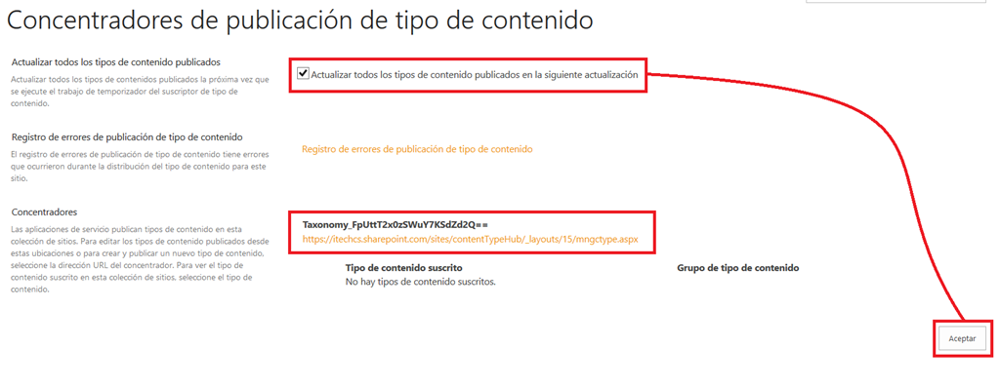 Concentradores de publicación de tipo de contenido
Actualizar todos los tipos de contenido publicados
Actualizar todos los tipos de contenidos publicados la próxima vez que
se ejecute el trabajo de temporizador del suscriptor de tipo de
contenido.
Actualizar todos los tipos de contenido publicados en la siguiente actualización
Registro de errores de publicación de tipo de contenido
El registro de errores de publicación de tipo de contenido tiene errores
que ocurrieron durante la distribución del tipo de contenido para este
sitio.
Registro de errores de publicación de tipo de contenido
Concentradores
Las aplicaciones de servicio publican tipos de contenido en esta
colección de sitios. Para editar los tipos de contenido publicados desde
estas ubicaciones o para crear y publicar un nuevo tipo de contenido,
seleccione la dirección URL del concentrador. Para ver el tipo de
contenido suscrito en esta colección de sitios, seleccione el tipo de
contenido.
Taxonomy_FpUttT2x0zSWuY7KSdZd2Q==
https://itechcs.sharepoint.com/sites/contentTypeHub/_layouts/15/mngctype.aspx
Tipo de contenido suscrito
Grupo de tipo de contenido
No hay tipos de contenido suscritos.
Aceptar